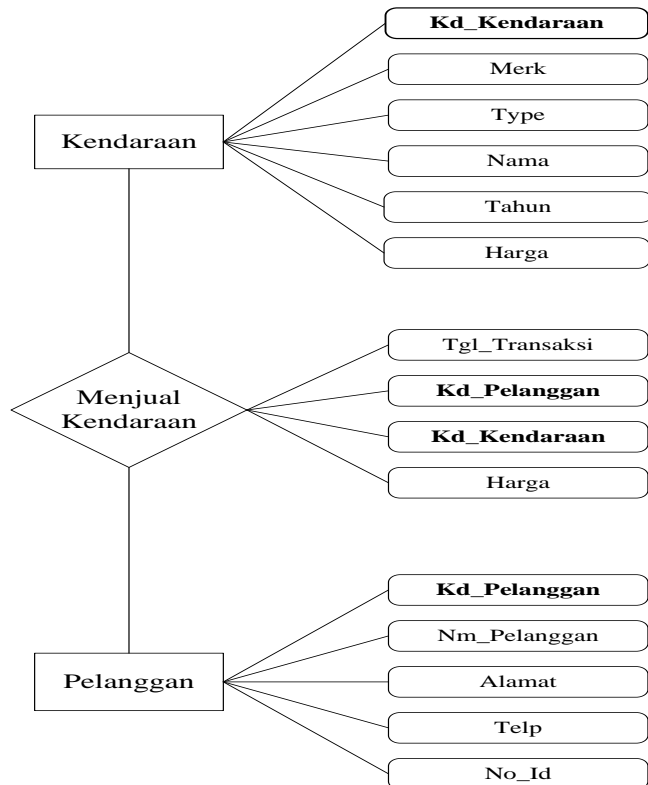 Kd_Kendaraan
Merk
Type
Kendaraan
Nama
Tahun
Harga
Tgl_Transaksi
Menjual
Kendaraan
Kd_Pelanggan
Kd_Kendaraan
Harga
Kd_Pelanggan
Nm_Pelanggan
Pelanggan
Alamat
Telp
No_Id